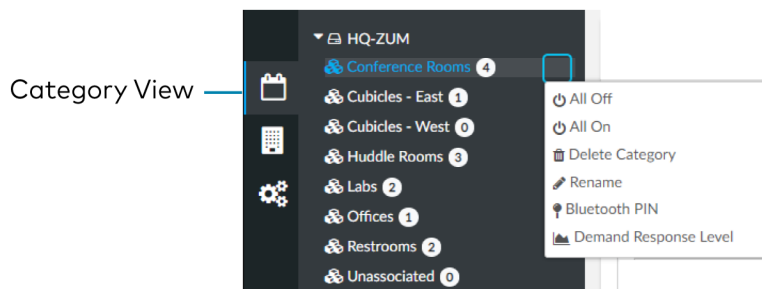 HQ-ZUM
Conference Rooms 4
Category View
Cubicles - East 1
Cubicles - West 0
Huddle Rooms 3
Labs 2
Offices 1
Restrooms 2
Unassociated 0
All Off
All On
Delete Category
Rename
Bluetooth PIN
Demand Response Level